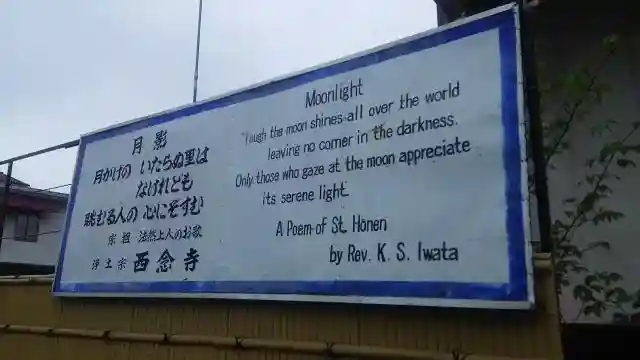 月影
月かげの いたらぬ里は
なけれども
眺むる人の 心にぞすむ
宗祖 法然上人のお歌
浄土宗 西念寺
Moonlight
"Tough the moon shines all over the world
leaving no corner in the darkness.
Only those who gaze at the moon appreciate
its serene light."
A Poem of St. Honen
by Rev. K. S. Iwata